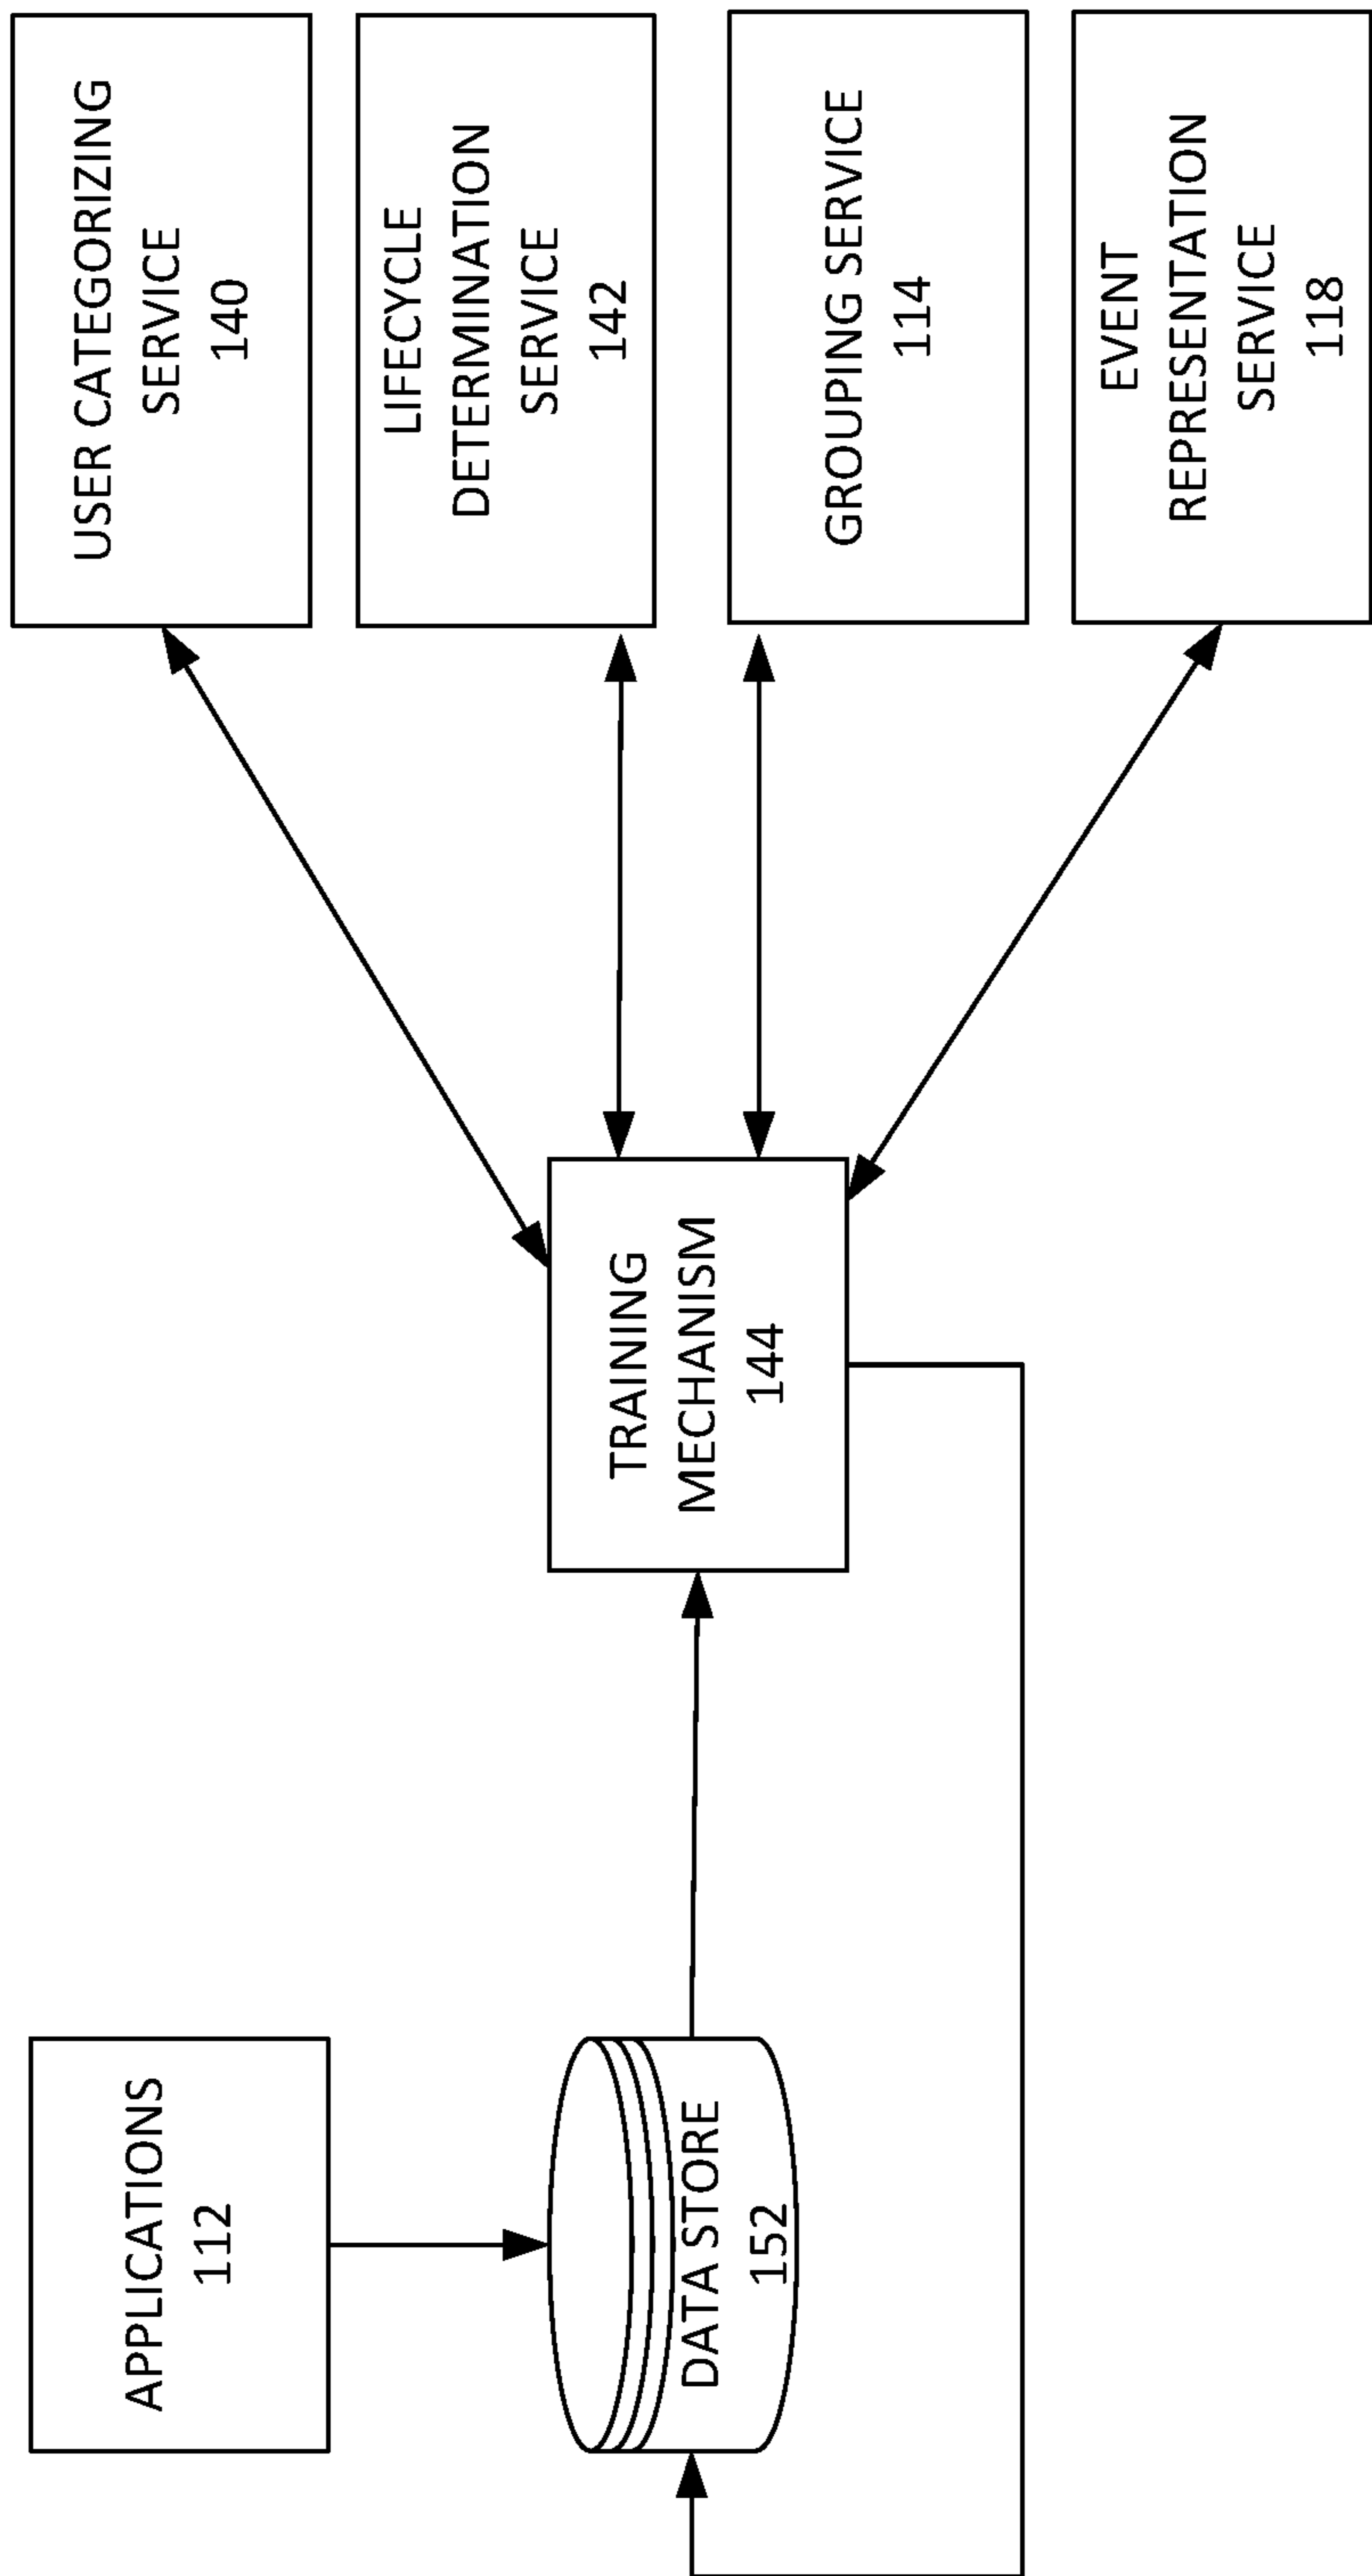 APPLICATIONS
112
DATA STORE
152
TRAINING
MECHANISM
144
USER CATEGORIZING
SERVICE
140
LIFECYCLE
DETERMINATION
SERVICE
142
GROUPING SERVICE
114
EVENT
REPRESENTATION
SERVICE
118